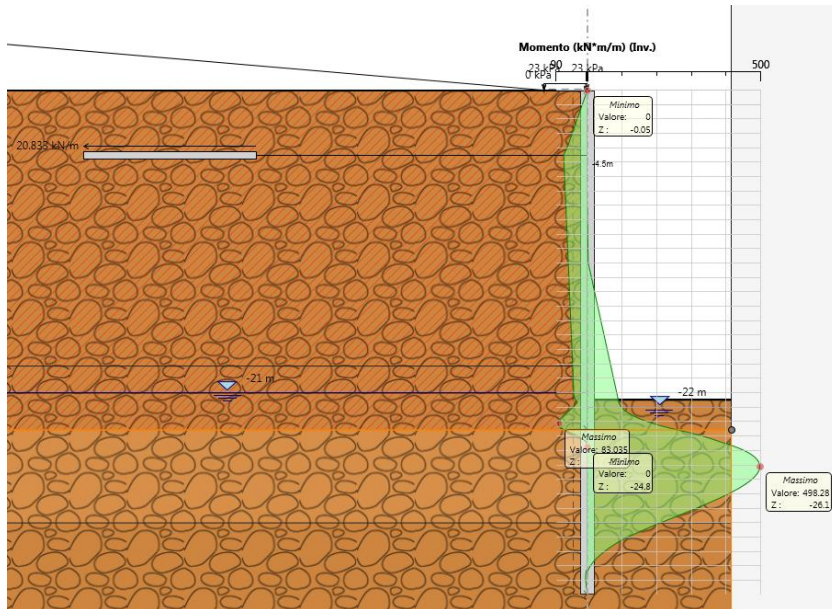 Momento (kN*m/m) (Inv.)
90
500
23 kPa
23 kPa
0 kPa
Minimo
Valore: 0
Z : -0.05
20.833 kN/m
-4.5m
-21 m
-22 m
Massimo
Valore: 83.035
Z :
Minimo
Valore: 0
Z : -24.8
Massimo
Valore: 498.28
Z : -26.1